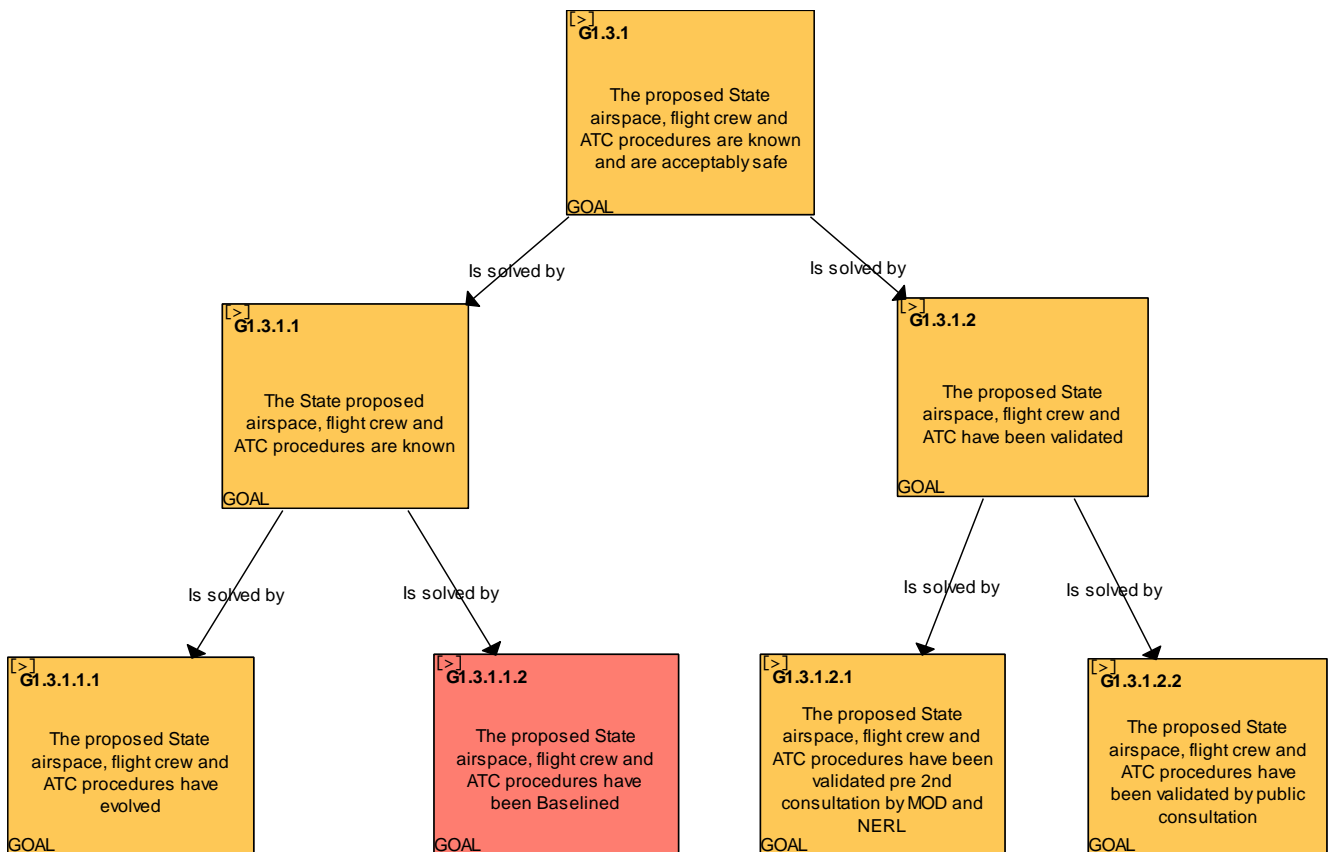 [>]
G1.3.1
The proposed State
airspace, flight crew and
ATC procedures are known
and are acceptably safe
GOAL
Is solved by
Is solved by
[>]
G1.3.1.1
The State proposed
airspace, flight crew and
ATC procedures are known
GOAL
[>]
G1.3.1.2
The proposed State
airspace, flight crew and
ATC have been validated
GOAL
Is solved by
Is solved by
Is solved by
Is solved by
[>]
G1.3.1.1.1
The proposed State
airspace, flight crew and
ATC procedures have
evolved
GOAL
[>]
G1.3.1.1.2
The proposed State
airspace, flight crew and
ATC procedures have
been Baselined
GOAL
[>]
G1.3.1.2.1
The proposed State
airspace, flight crew and
ATC procedures have been
validated pre 2nd
consultation by MOD and
NERL
GOAL
[>]
G1.3.1.2.2
The proposed State
airspace, flight crew and
ATC procedures have
been validated by public
consultation
GOAL